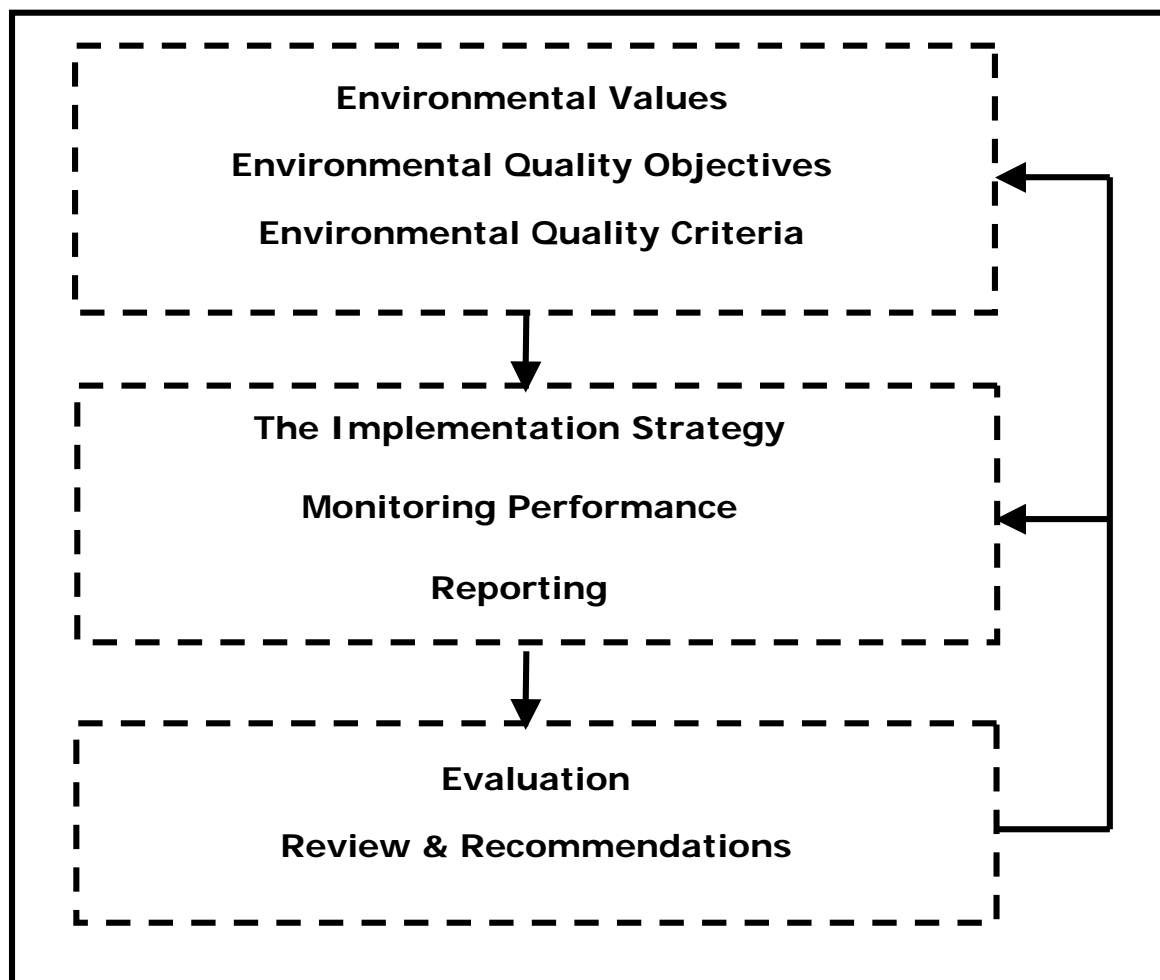 Environmental Values
Environmental Quality Objectives
Environmental Quality Criteria
The Implementation Strategy
Monitoring Performance
Reporting
Evaluation
Review & Recommendations